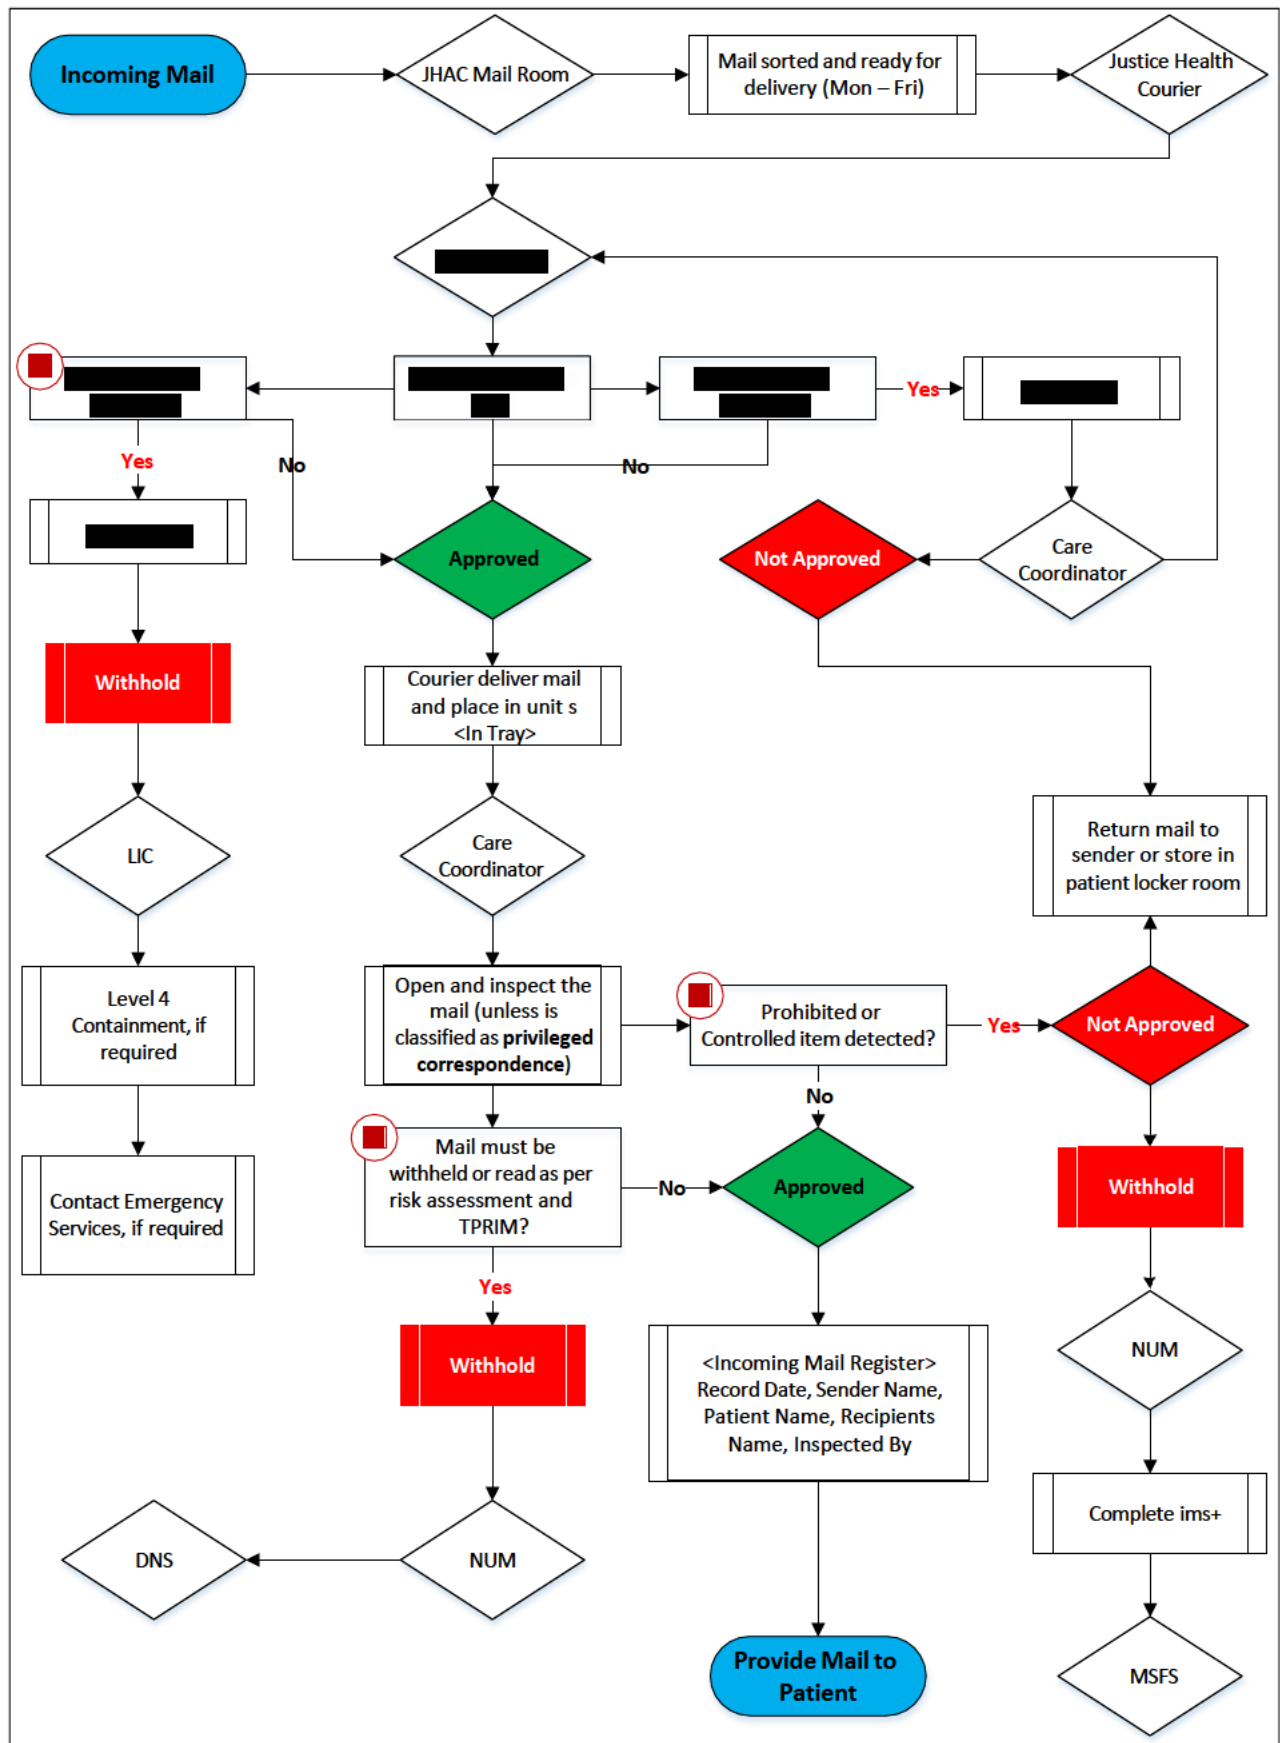 Incoming Mail
JHAC Mail Room
Mail sorted and ready for
delivery (Mon – Fri)
Justice Health
Courier
Yes
Yes
No
No
Approved
Not Approved
Care
Coordinator
Withhold
Courier deliver mail
and place in unit s
<In Tray>
LIC
Care
Coordinator
Return mail to
sender or store in
patient locker room
Level 4
Containment, if
required
Open and inspect the
mail (unless is
classified as privileged
correspondence)
Prohibited or
Controlled item detected?
Yes
Not Approved
No
Contact Emergency
Services, if required
Mail must be
withheld or read as per
risk assessment and
TPRIM?
No
Approved
Withhold
Yes
Withhold
<Incoming Mail Register>
Record Date, Sender Name,
Patient Name, Recipients
Name, Inspected By
NUM
DNS
NUM
Complete ims+
Provide Mail to
Patient
MSFS